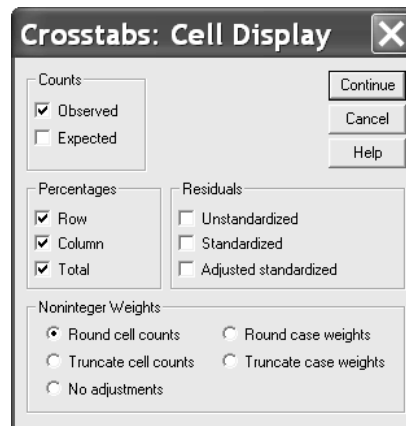 Crosstabs: Cell Display
Counts
Observed
Expected
Continue
Cancel
Help
Percentages
Row
Column
Total
Residuals
Unstandardized
Standardized
Adjusted standardized
Noninteger Weights
Round cell counts
Round case weights
Truncate cell counts
Truncate case weights
No adjustments